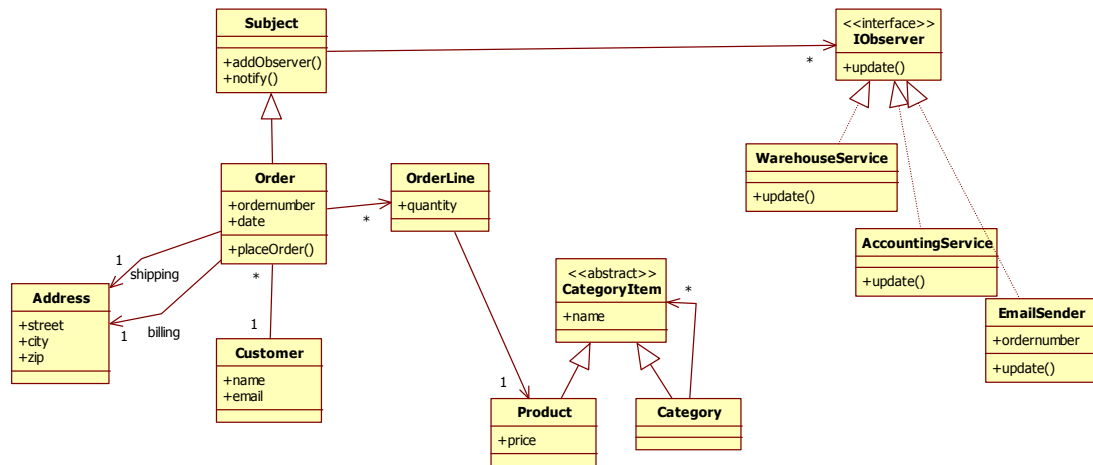 Subject
+addObserver()
+notify()
<<interface>>
IObserver
+update()
*
WarehouseService
+update()
Order
+ordernumber
+date
+placeOrder()
OrderLine
+quantity
*
AccountingService
+update()
1
shipping
*
<<abstract>>
CategoryItem
+name
*
Address
+street
+city
+zip
1
billing
1
EmailSender
+ordernumber
+update()
Customer
+name
+email
1
Product
+price
Category